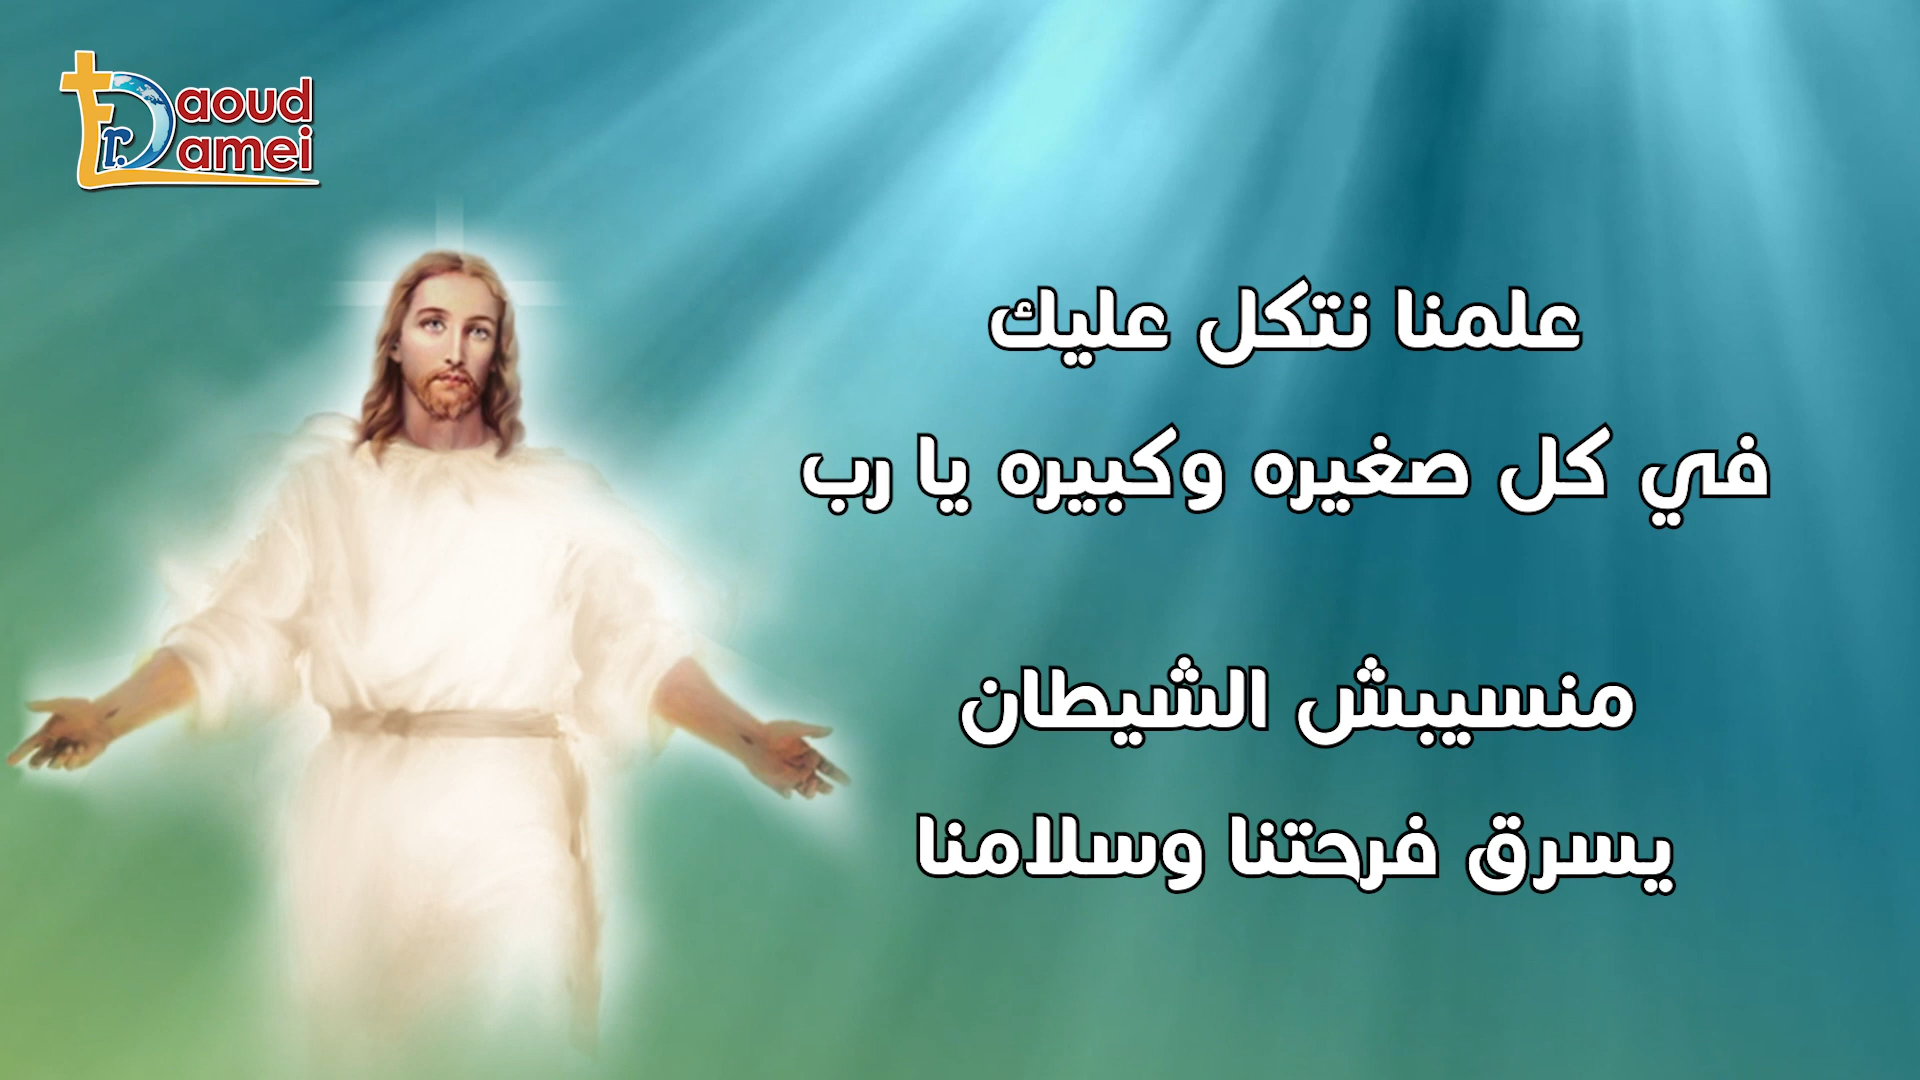 Fr. Daoud Lamei
علمنا نتكل عليك
في كل صغيره وكبيره يا رب
منسيبش الشيطان
يسرق فرحتنا وسلامنا